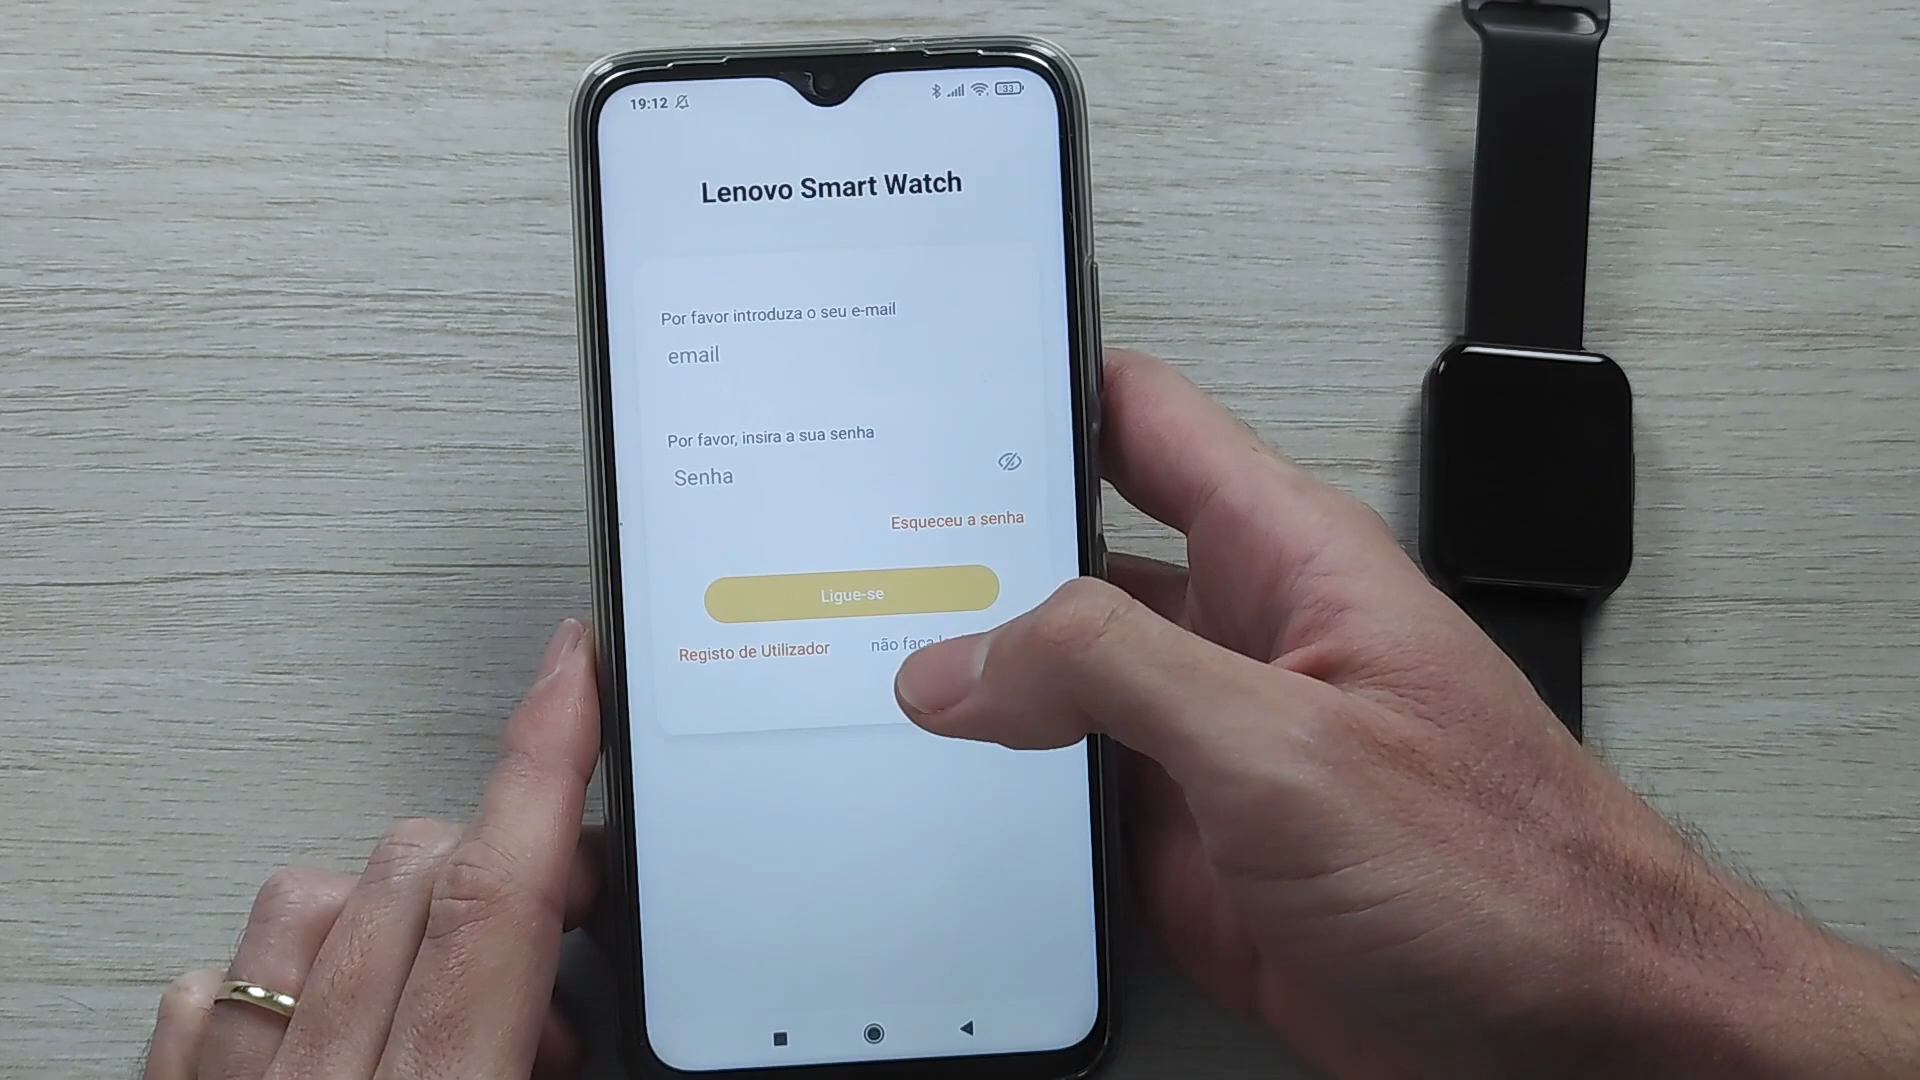 19:12
33
Lenovo Smart Watch
Por favor introduza o seu e-mail
email
Por favor, insira a sua senha
Senha
Esqueceu a senha
Ligue-se
Registo de Utilizador
não faça